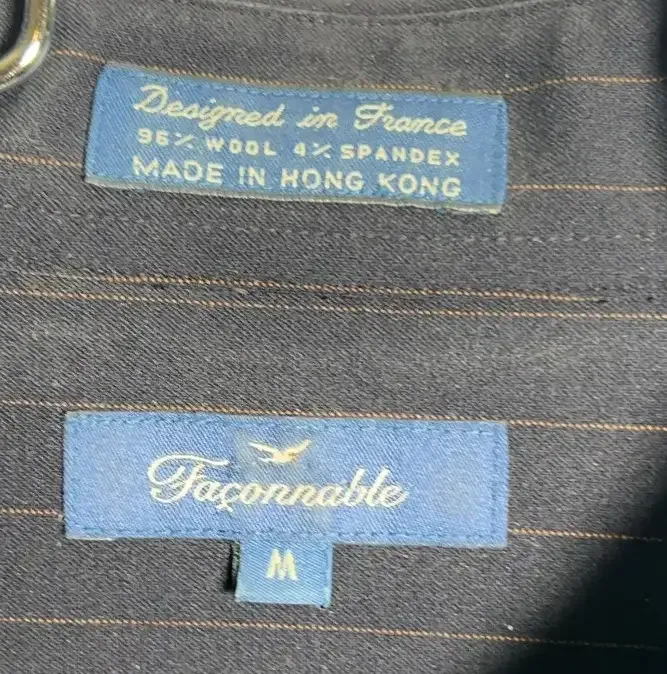 Designed in France
96% WOOL 4% SPANDEX
MADE IN HONG KONG
Façonnable
M